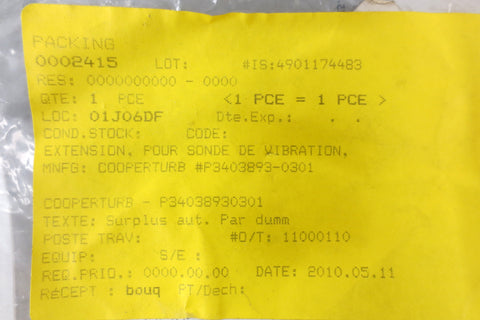 PACKING
0002415 LOT: #IS:4901174483
RES: 0000000000 - 0000
QTE: 1 PCE <1 PCE = 1 PCE >
LOC: 01J06DF Dte.Exp.: . .
COND.STOCK: CODE:
EXTENSION, POUR SONDE DE WIBRATION,
MNFG: COOPERTURB #P3403893-0301
COOPERTURB - P34038930301
TEXTE: Surplus aut. Par dumm
POSTE TRAV: #O/T: 11000110
EQUIP: S/E :
REQ.PRIO.: 0000.00.00 DATE: 2010.05.11
RéCEPT : bouq PT/Dech: